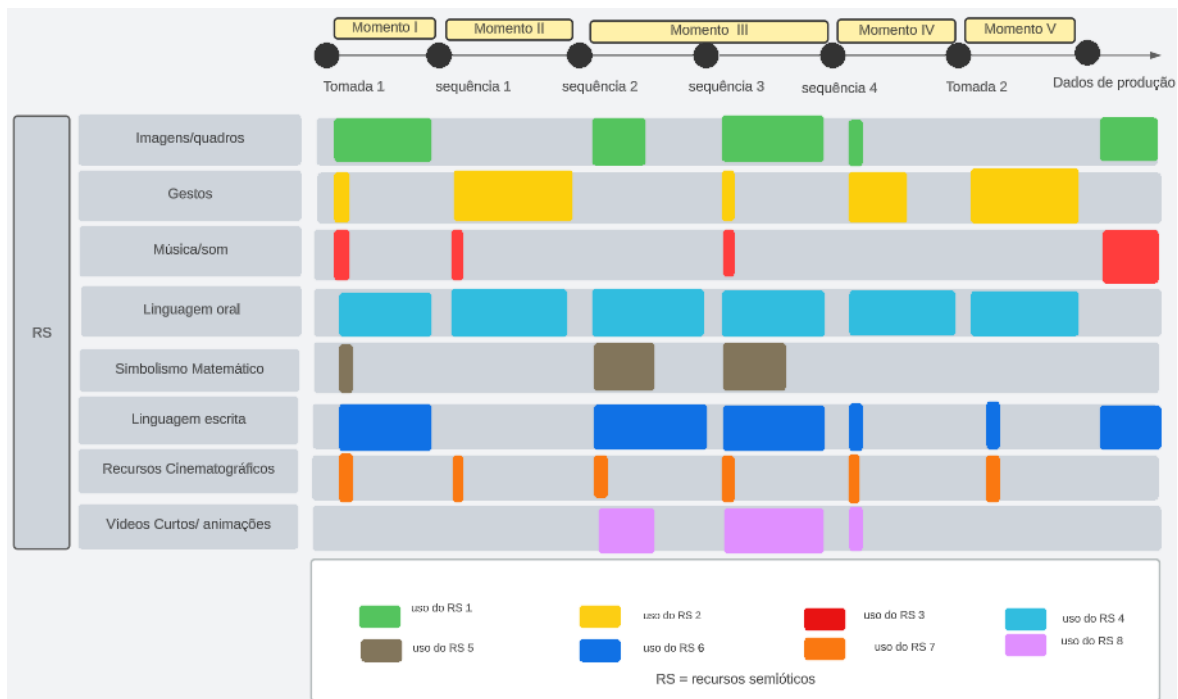 Momento I
Momento II
Momento III
Momento IV
Momento V
Tomada 1
sequência 1
sequência 2
sequência 3
sequência 4
Tomada 2
Dados de produção
RS
Imagens/quadros
Gestos
Música/som
Linguagem oral
Simbolismo Matemático
Linguagem escrita
Recursos Cinematográficos
Vídeos Curtos/ animações
uso do RS 1
uso do RS 2
uso do RS 3
uso do RS 4
uso do RS 5
uso do RS 6
uso do RS 7
uso do RS 8
RS = recursos semlóticos